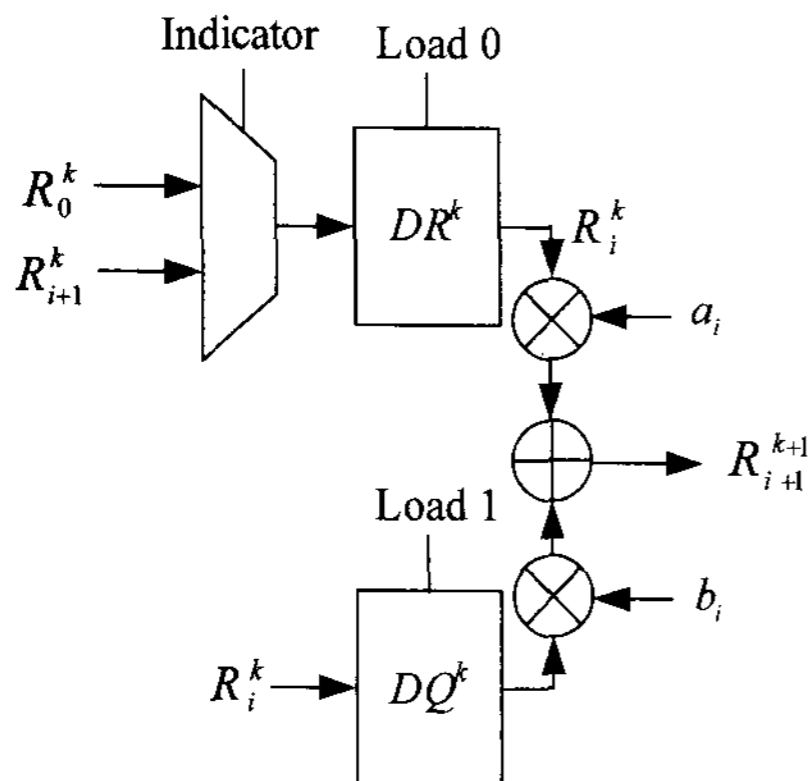 Indicator
Load 0
R_0^k
R_{i+1}^k
DR^k
R_i^k
a_i
R_{i+1}^{k+1}
Load 1
b_i
R_i^k
DQ^k